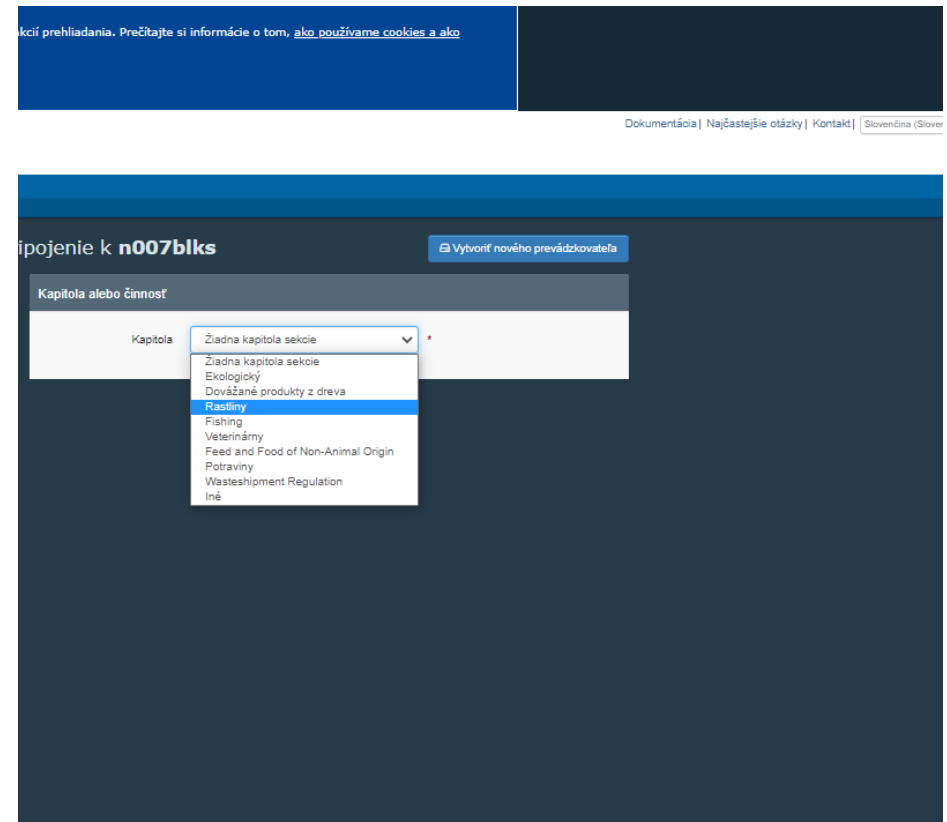 kcií prehliadania. Prečítajte si informácie o tom, ako používame cookies a ako
Dokumentácia| Najčastejšie otázky| Kontakt| Slovenčina (Sloven
ipojenie k n007blks
Vytvoriť nového prevádzkovateľa
Kapitola alebo činnosť
Kapitola Žiadna kapitola sekcie *
Žiadna kapitola sekcie
Ekologický
Dovážané produkty z dreva
Rastliny
Fishing
Veterinárny
Feed and Food of Non-Animal Origin
Potraviny
Wasteshipment Regulation
Iné